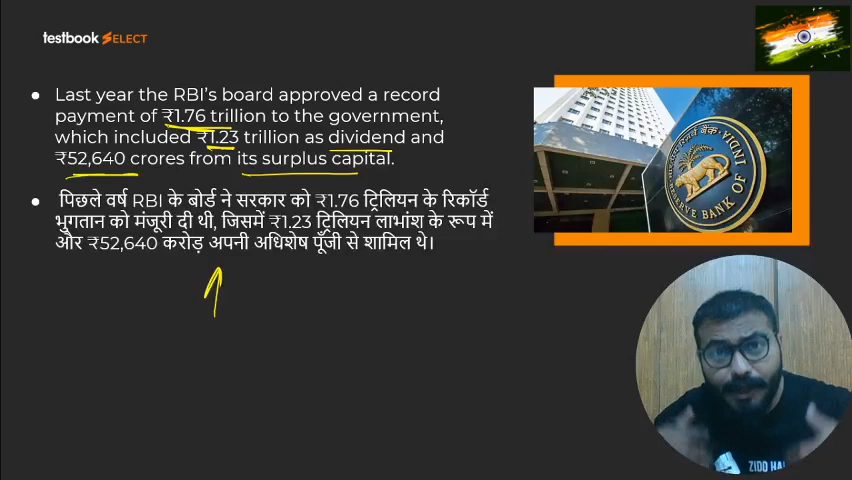 testbook SELECT
Last year the RBI's board approved a record
payment of ₹1.76 trillion to the government,
which included ₹1.23 trillion as dividend and
₹52,640 crores from its surplus capital.
पिछले वर्ष RBI के बोर्ड ने सरकार को ₹1.76 ट्रिलियन के रिकॉर्ड
भुगतान को मंजूरी दी थी, जिसमें ₹1.23 ट्रिलियन लाभांश के रूप में
और ₹52,640 करोड़ अपनी अधिशेष पूँजी से शामिल थे।
RESERVE BANK OF INDIA